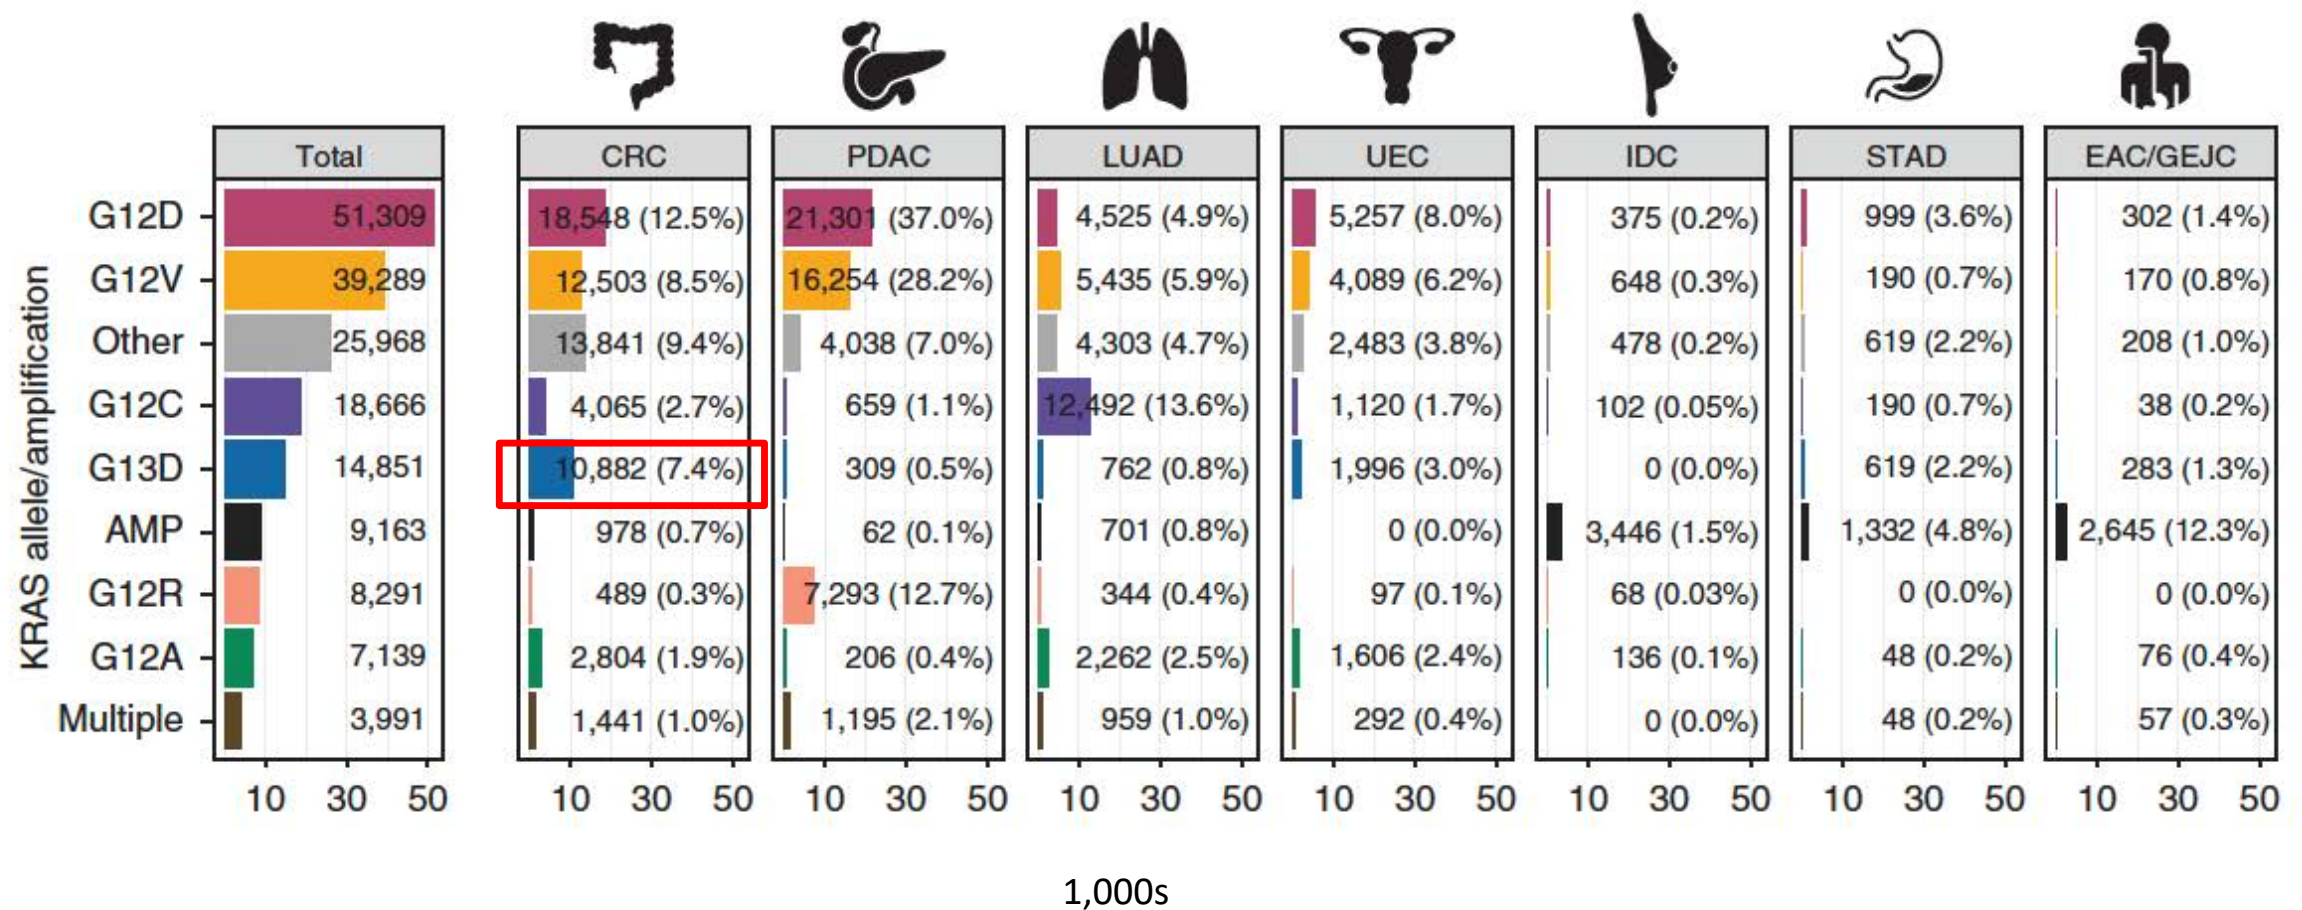 Total CRC PDAC LUAD UEC IDC STAD EAC/GEJC
KRAS allele/amplification
G12D 51,309 18,548 (12.5%) 21,301 (37.0%) 4,525 (4.9%) 5,257 (8.0%) 375 (0.2%) 999 (3.6%) 302 (1.4%)
G12V 39,289 12,503 (8.5%) 16,254 (28.2%) 5,435 (5.9%) 4,089 (6.2%) 648 (0.3%) 190 (0.7%) 170 (0.8%)
Other 25,968 13,841 (9.4%) 4,038 (7.0%) 4,303 (4.7%) 2,483 (3.8%) 478 (0.2%) 619 (2.2%) 208 (1.0%)
G12C 18,666 4,065 (2.7%) 659 (1.1%) 12,492 (13.6%) 1,120 (1.7%) 102 (0.05%) 190 (0.7%) 38 (0.2%)
G13D 14,851 10,882 (7.4%) 309 (0.5%) 762 (0.8%) 1,996 (3.0%) 0 (0.0%) 619 (2.2%) 283 (1.3%)
AMP 9,163 978 (0.7%) 62 (0.1%) 701 (0.8%) 0 (0.0%) 3,446 (1.5%) 1,332 (4.8%) 2,645 (12.3%)
G12R 8,291 489 (0.3%) 7,293 (12.7%) 344 (0.4%) 97 (0.1%) 68 (0.03%) 0 (0.0%) 0 (0.0%)
G12A 7,139 2,804 (1.9%) 206 (0.4%) 2,262 (2.5%) 1,606 (2.4%) 136 (0.1%) 48 (0.2%) 76 (0.4%)
Multiple 3,991 1,441 (1.0%) 1,195 (2.1%) 959 (1.0%) 292 (0.4%) 0 (0.0%) 48 (0.2%) 57 (0.3%)
10 30 50 10 30 50 10 30 50 10 30 50 10 30 50 10 30 50 10 30 50 10 30 50
1,000s